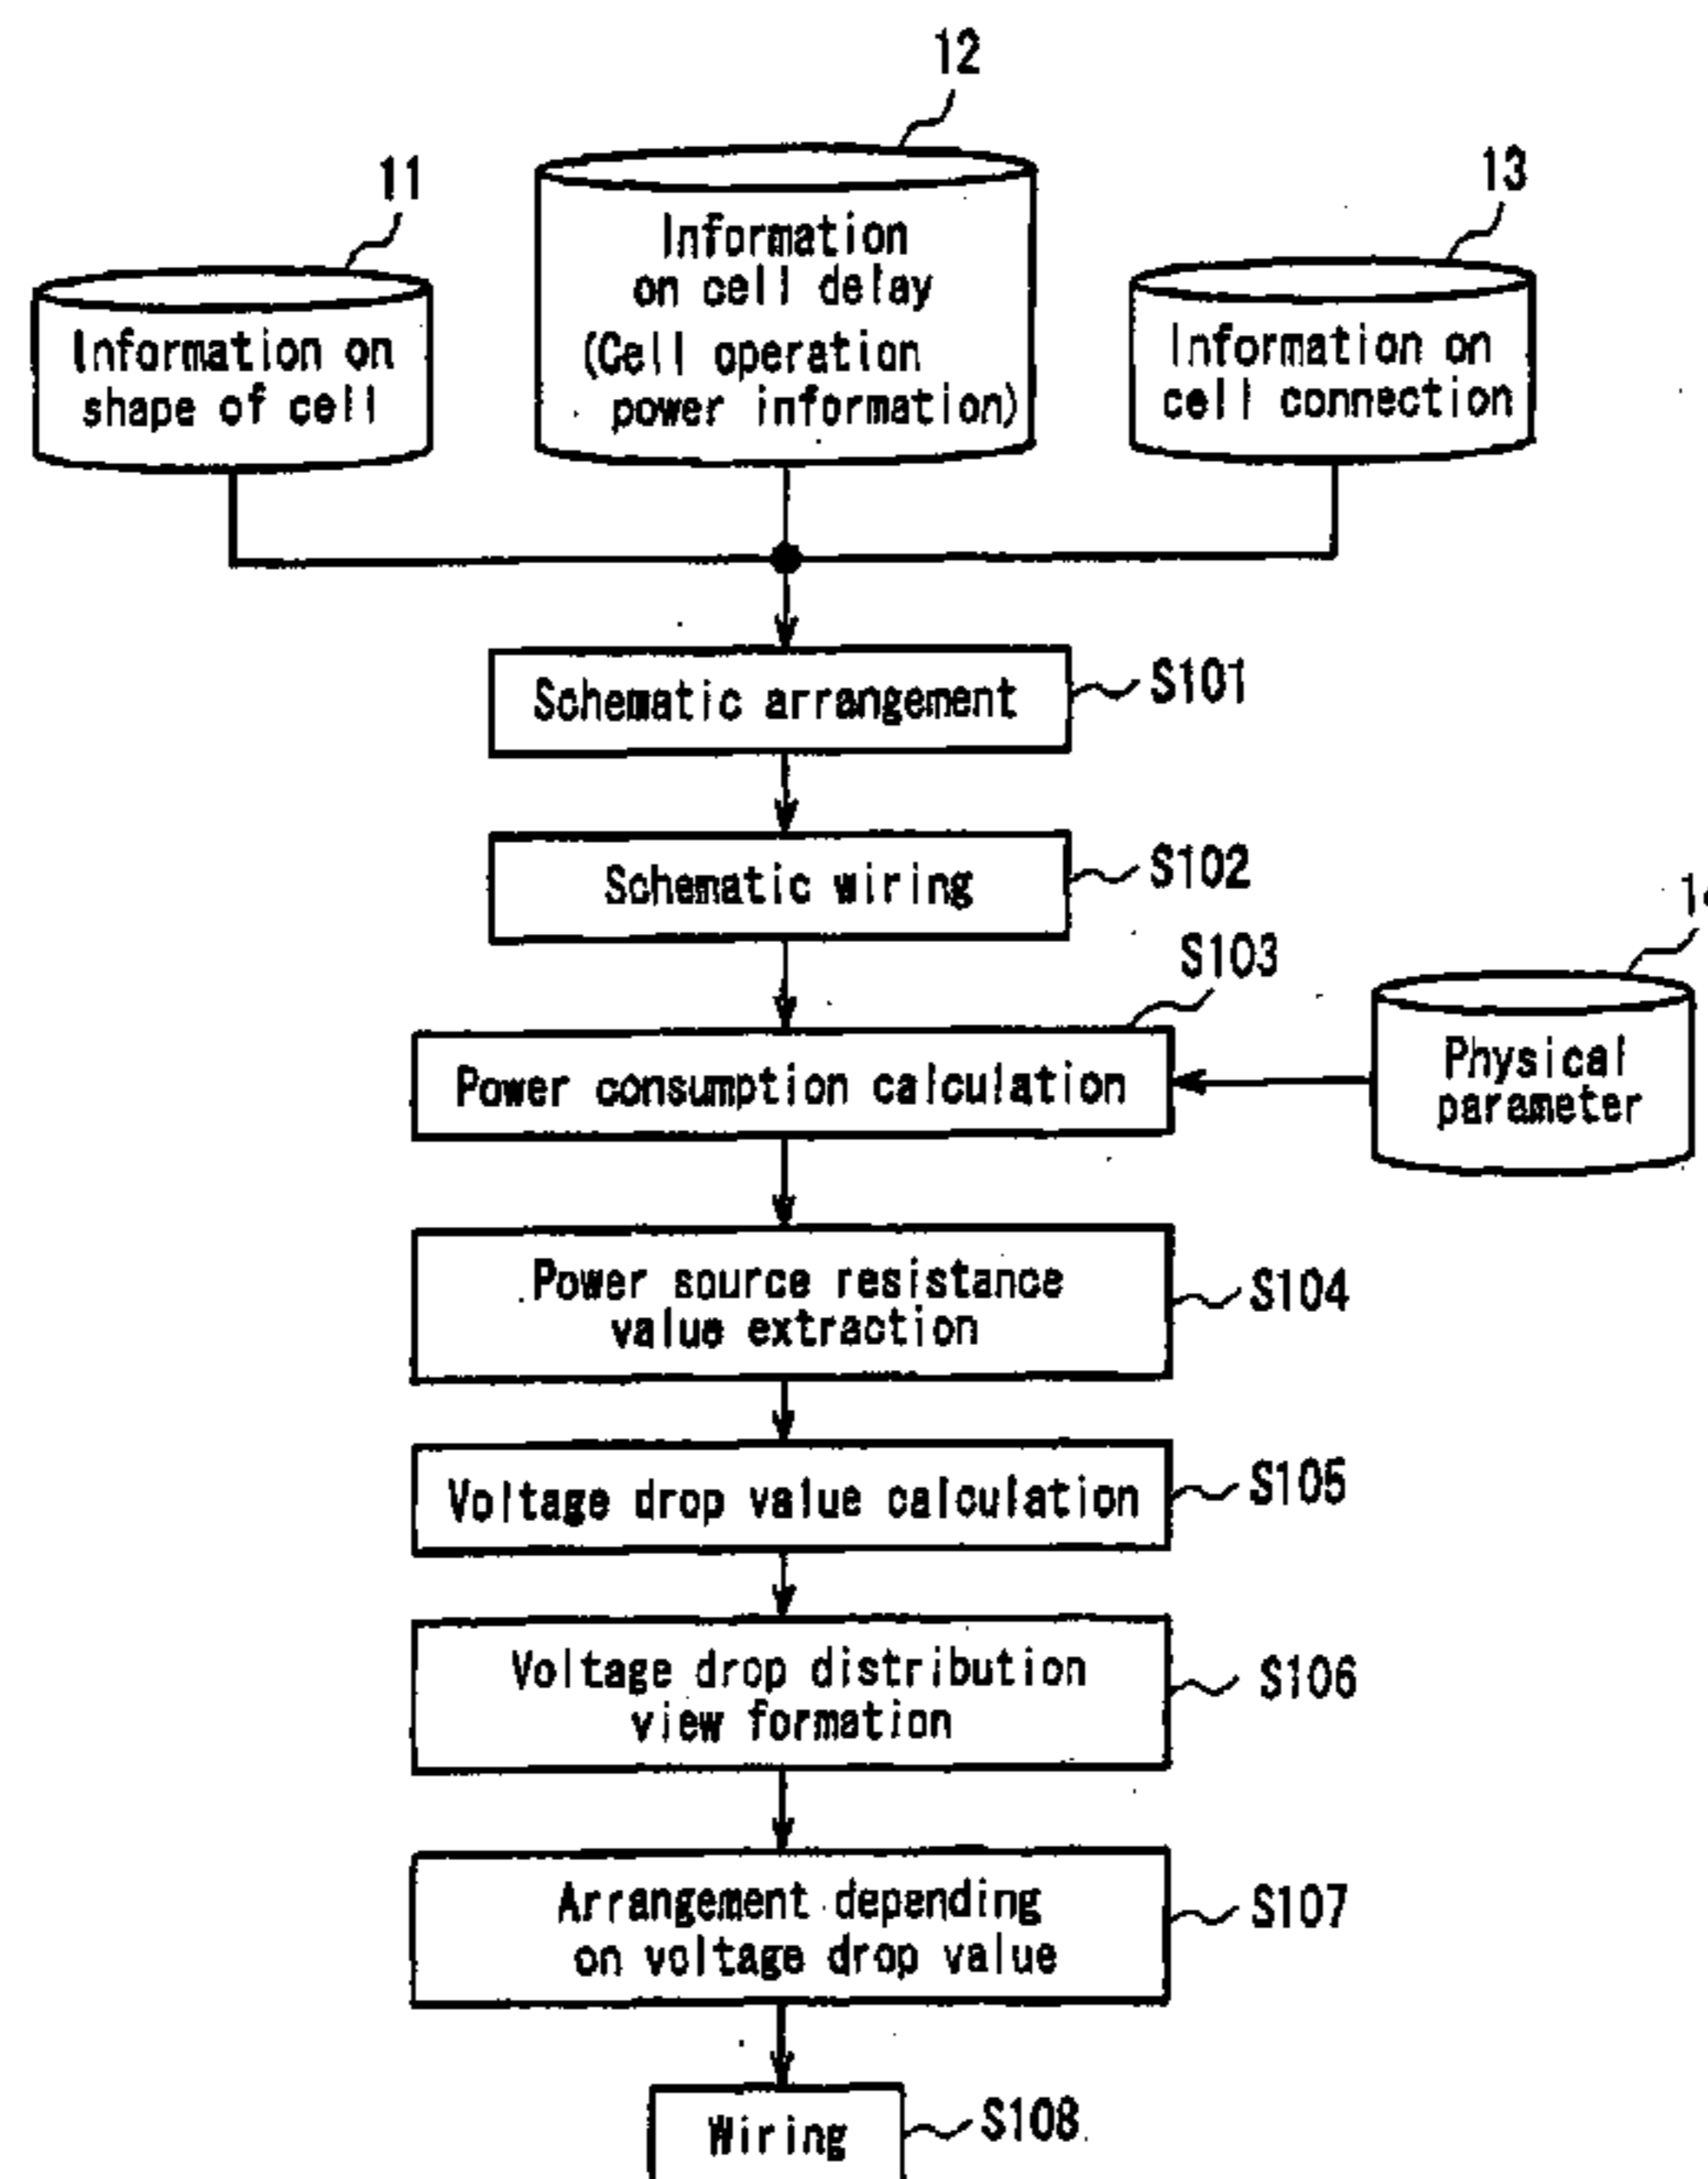 12
11
13
Information
on cell delay
(Cell operation
power information)
Information on
shape of cell
Information on
cell connection
Schematic arrangement
S101
Schematic wiring
S102
S103
Power consumption calculation
Physical
parameter
Power source resistance
value extraction
S104
Voltage drop value calculation
S105
Voltage drop distribution
view formation
S106
Arrangement depending
on voltage drop value
S107
Wiring
S108